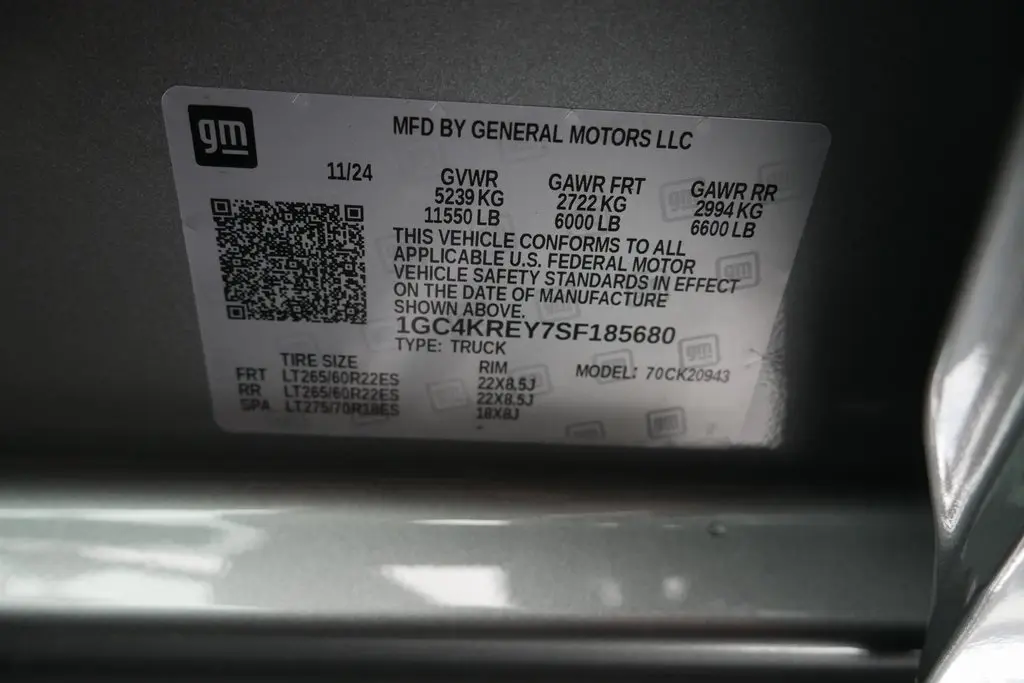 gm
MFD BY GENERAL MOTORS LLC
11/24
GVWR
5239 KG
11550 LB
GAWR FRT
2722 KG
6000 LB
GAWR RR
2994 KG
6600 LB
THIS VEHICLE CONFORMS TO ALL
APPLICABLE U.S. FEDERAL MOTOR
VEHICLE SAFETY STANDARDS IN EFFECT
ON THE DATE OF MANUFACTURE
SHOWN ABOVE.
1GC4KREY7SF185680
TYPE: TRUCK
TIRE SIZE RIM MODEL: 70CK20943
FRT LT265/60R22ES 22X8.5J
RR LT265/60R22ES 22X8.5J
SPA LT275/70R18ES 18X8J